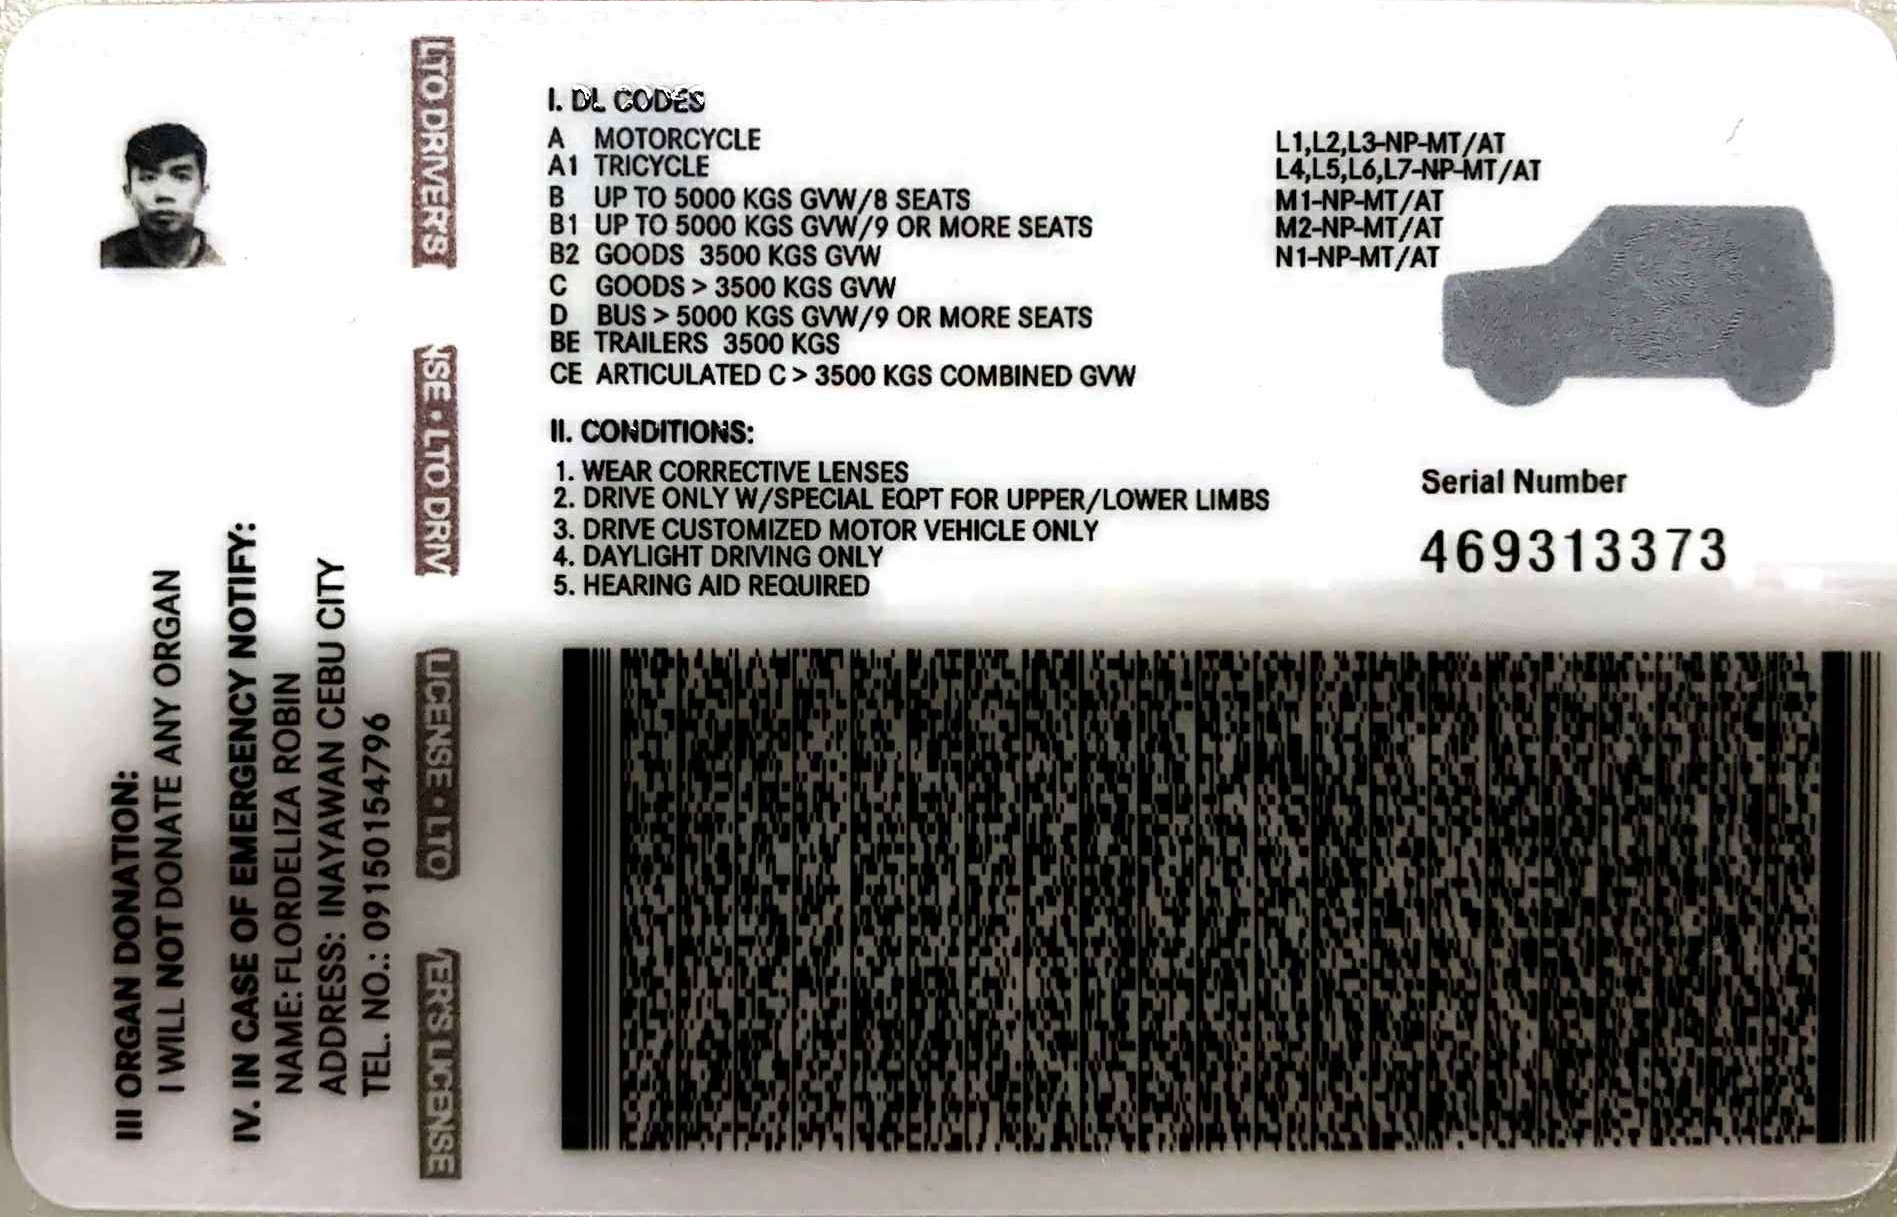 I. DL CODES
A MOTORCYCLE L1,L2,L3-NP-MT/AT
A1 TRICYCLE L4,L5,L6,L7-NP-MT/AT
B UP TO 5000 KGS GVW/8 SEATS M1-NP-MT/AT
B1 UP TO 5000 KGS GVW/9 OR MORE SEATS M2-NP-MT/AT
B2 GOODS 3500 KGS GVW N1-NP-MT/AT
C GOODS > 3500 KGS GVW
D BUS > 5000 KGS GVW/9 OR MORE SEATS
BE TRAILERS 3500 KGS
CE ARTICULATED C > 3500 KGS COMBINED GVW
II. CONDITIONS:
1. WEAR CORRECTIVE LENSES
2. DRIVE ONLY W/SPECIAL EQPT FOR UPPER/LOWER LIMBS
3. DRIVE CUSTOMIZED MOTOR VEHICLE ONLY
4. DAYLIGHT DRIVING ONLY
5. HEARING AID REQUIRED
Serial Number
469313373
III ORGAN DONATION:
I WILL NOT DONATE ANY ORGAN
IV. IN CASE OF EMERGENCY NOTIFY:
NAME: FLORDELIZA ROBIN
ADDRESS: INAYAWAN CEBU CITY
TEL. NO.: 09150154796
LTO DRIVERS
NSE • LTO DRIV
LICENSE • LTO
VERS LICENSE